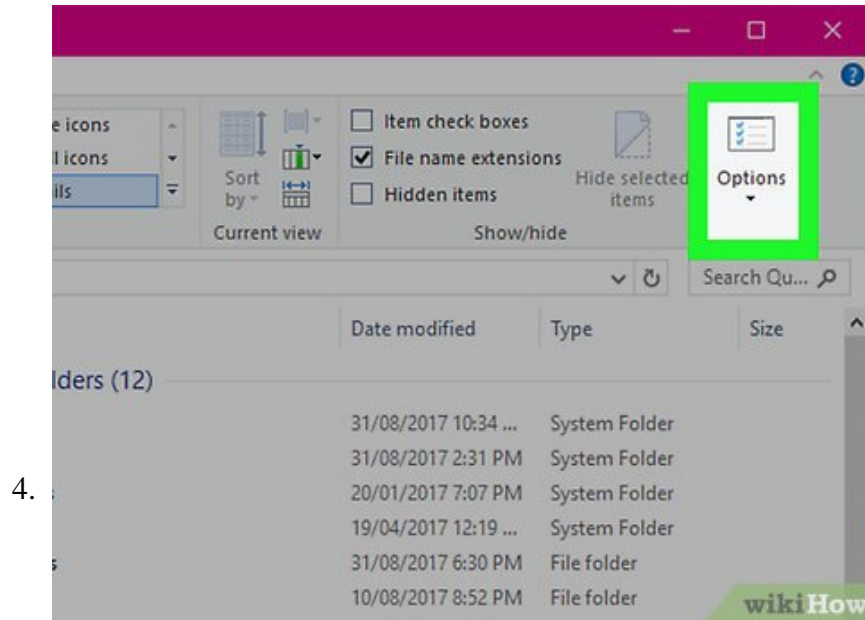 e icons
l icons
ils
Sort by
Current view
Item check boxes
File name extensions
Hidden items
Hide selected items
Show/hide
Options
Search Qu...
Date modified Type Size
lders (12)
31/08/2017 10:34 ... System Folder
31/08/2017 2:31 PM System Folder
4. s 20/01/2017 7:07 PM System Folder
19/04/2017 12:19 ... System Folder
s 31/08/2017 6:30 PM File folder
10/08/2017 8:52 PM File folder
wikiHow